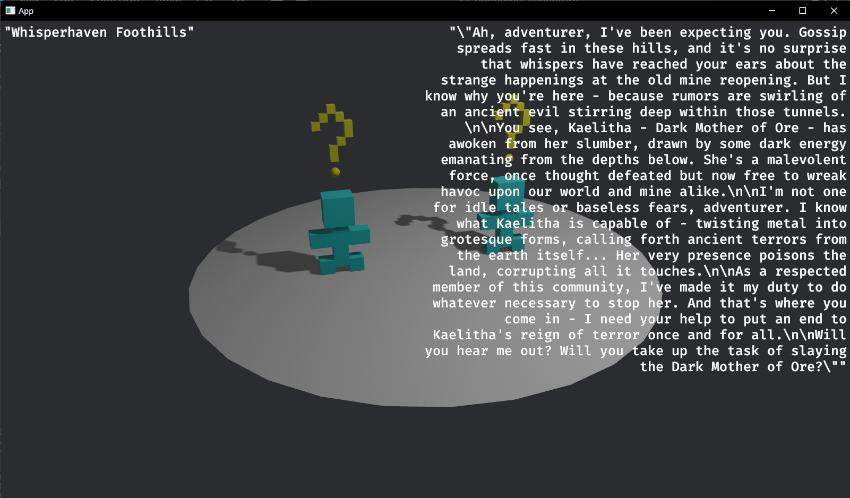 App
"Whisperhaven Foothills"
"\"Ah, adventurer, I've been expecting you. Gossip
spreads fast in these hills, and it's no surprise
that whispers have reached your ears about the
strange happenings at the old mine reopening. But I
know why you're here - because rumors are swirling of
an ancient evil stirring deep within those tunnels.
\n\nYou see, Kaelitha - Dark Mother of Ore - has
awoken from her slumber, drawn by some dark energy
emanating from the depths below. She's a malevolent
force, once thought defeated but now free to wreak
havoc upon our world and mine alike.\n\nI'm not one
for idle tales or baseless fears, adventurer. I know
what Kaelitha is capable of - twisting metal into
grotesque forms, calling forth ancient terrors from
the earth itself... Her very presence poisons the
land, corrupting all it touches.\n\nAs a respected
member of this community, I've made it my duty to do
whatever necessary to stop her. And that's where you
come in - I need your help to put an end to
Kaelitha's reign of terror once and for all.\n\nWill
you hear me out? Will you take up the task of slaying
the Dark Mother of Ore?\""